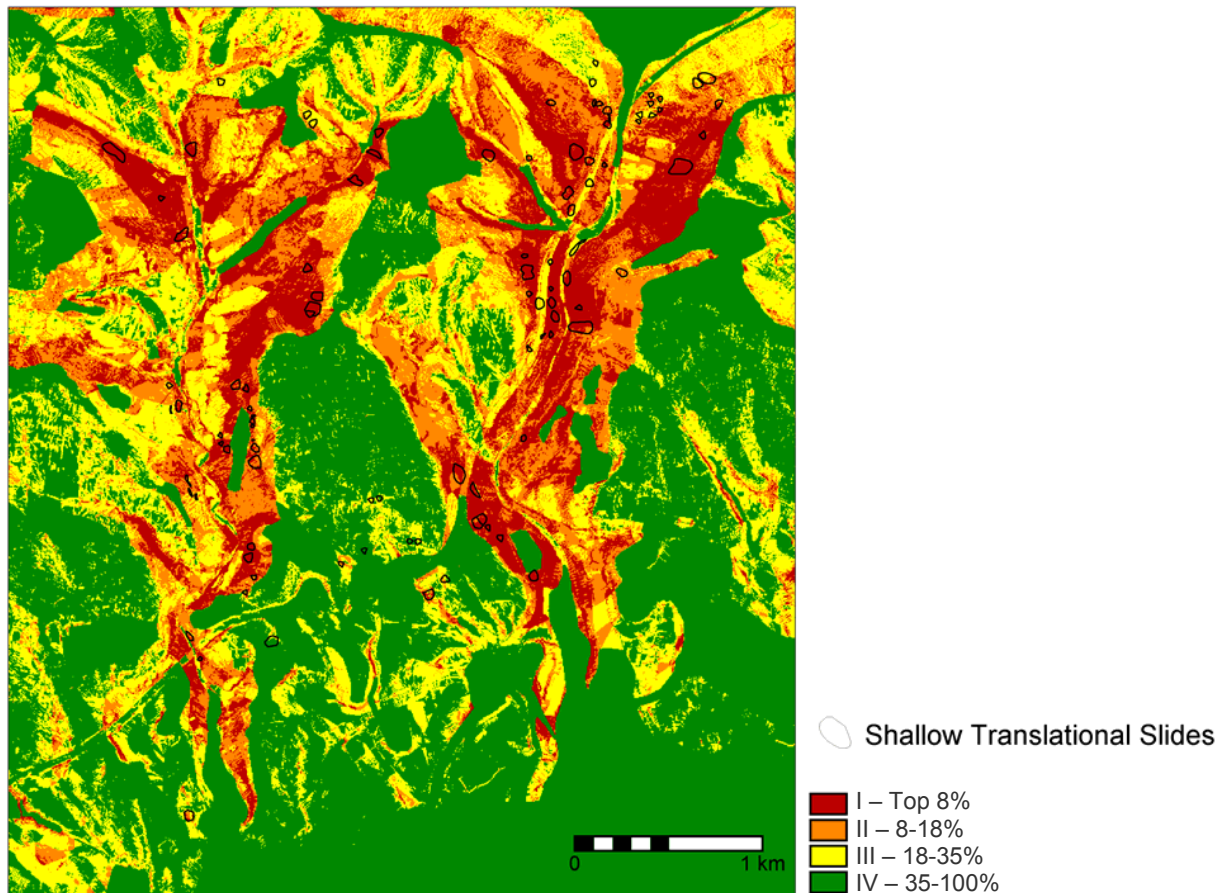 Shallow Translational Slides
I – Top 8%
II – 8-18%
III – 18-35%
IV – 35-100%
0 1 km